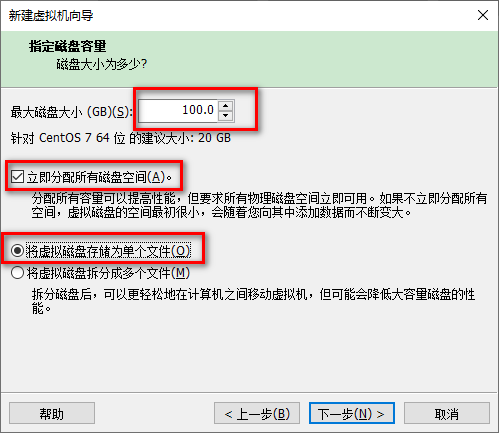 新建虚拟机向导
指定磁盘容量
磁盘大小为多少?
最大磁盘大小 (GB)(S): 100.0
针对 CentOS 7 64 位 的建议大小: 20 GB
立即分配所有磁盘空间(A)。
分配所有容量可以提高性能，但要求所有物理磁盘空间立即可用。如果不立即分配所有
空间，虚拟磁盘的空间最初很小，会随着您向其中添加数据而不断变大。
将虚拟磁盘存储为单个文件(O)
将虚拟磁盘拆分成多个文件(M)
拆分磁盘后，可以更轻松地在计算机之间移动虚拟机，但可能会降低大容量磁盘的性
能。
帮助 < 上一步(B) 下一步(N) > 取消